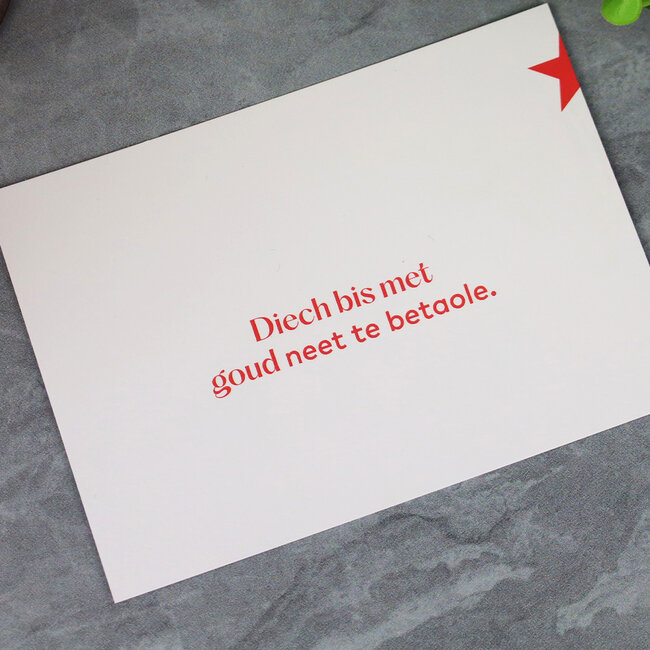 Diech bis met
goud neet te betaole.